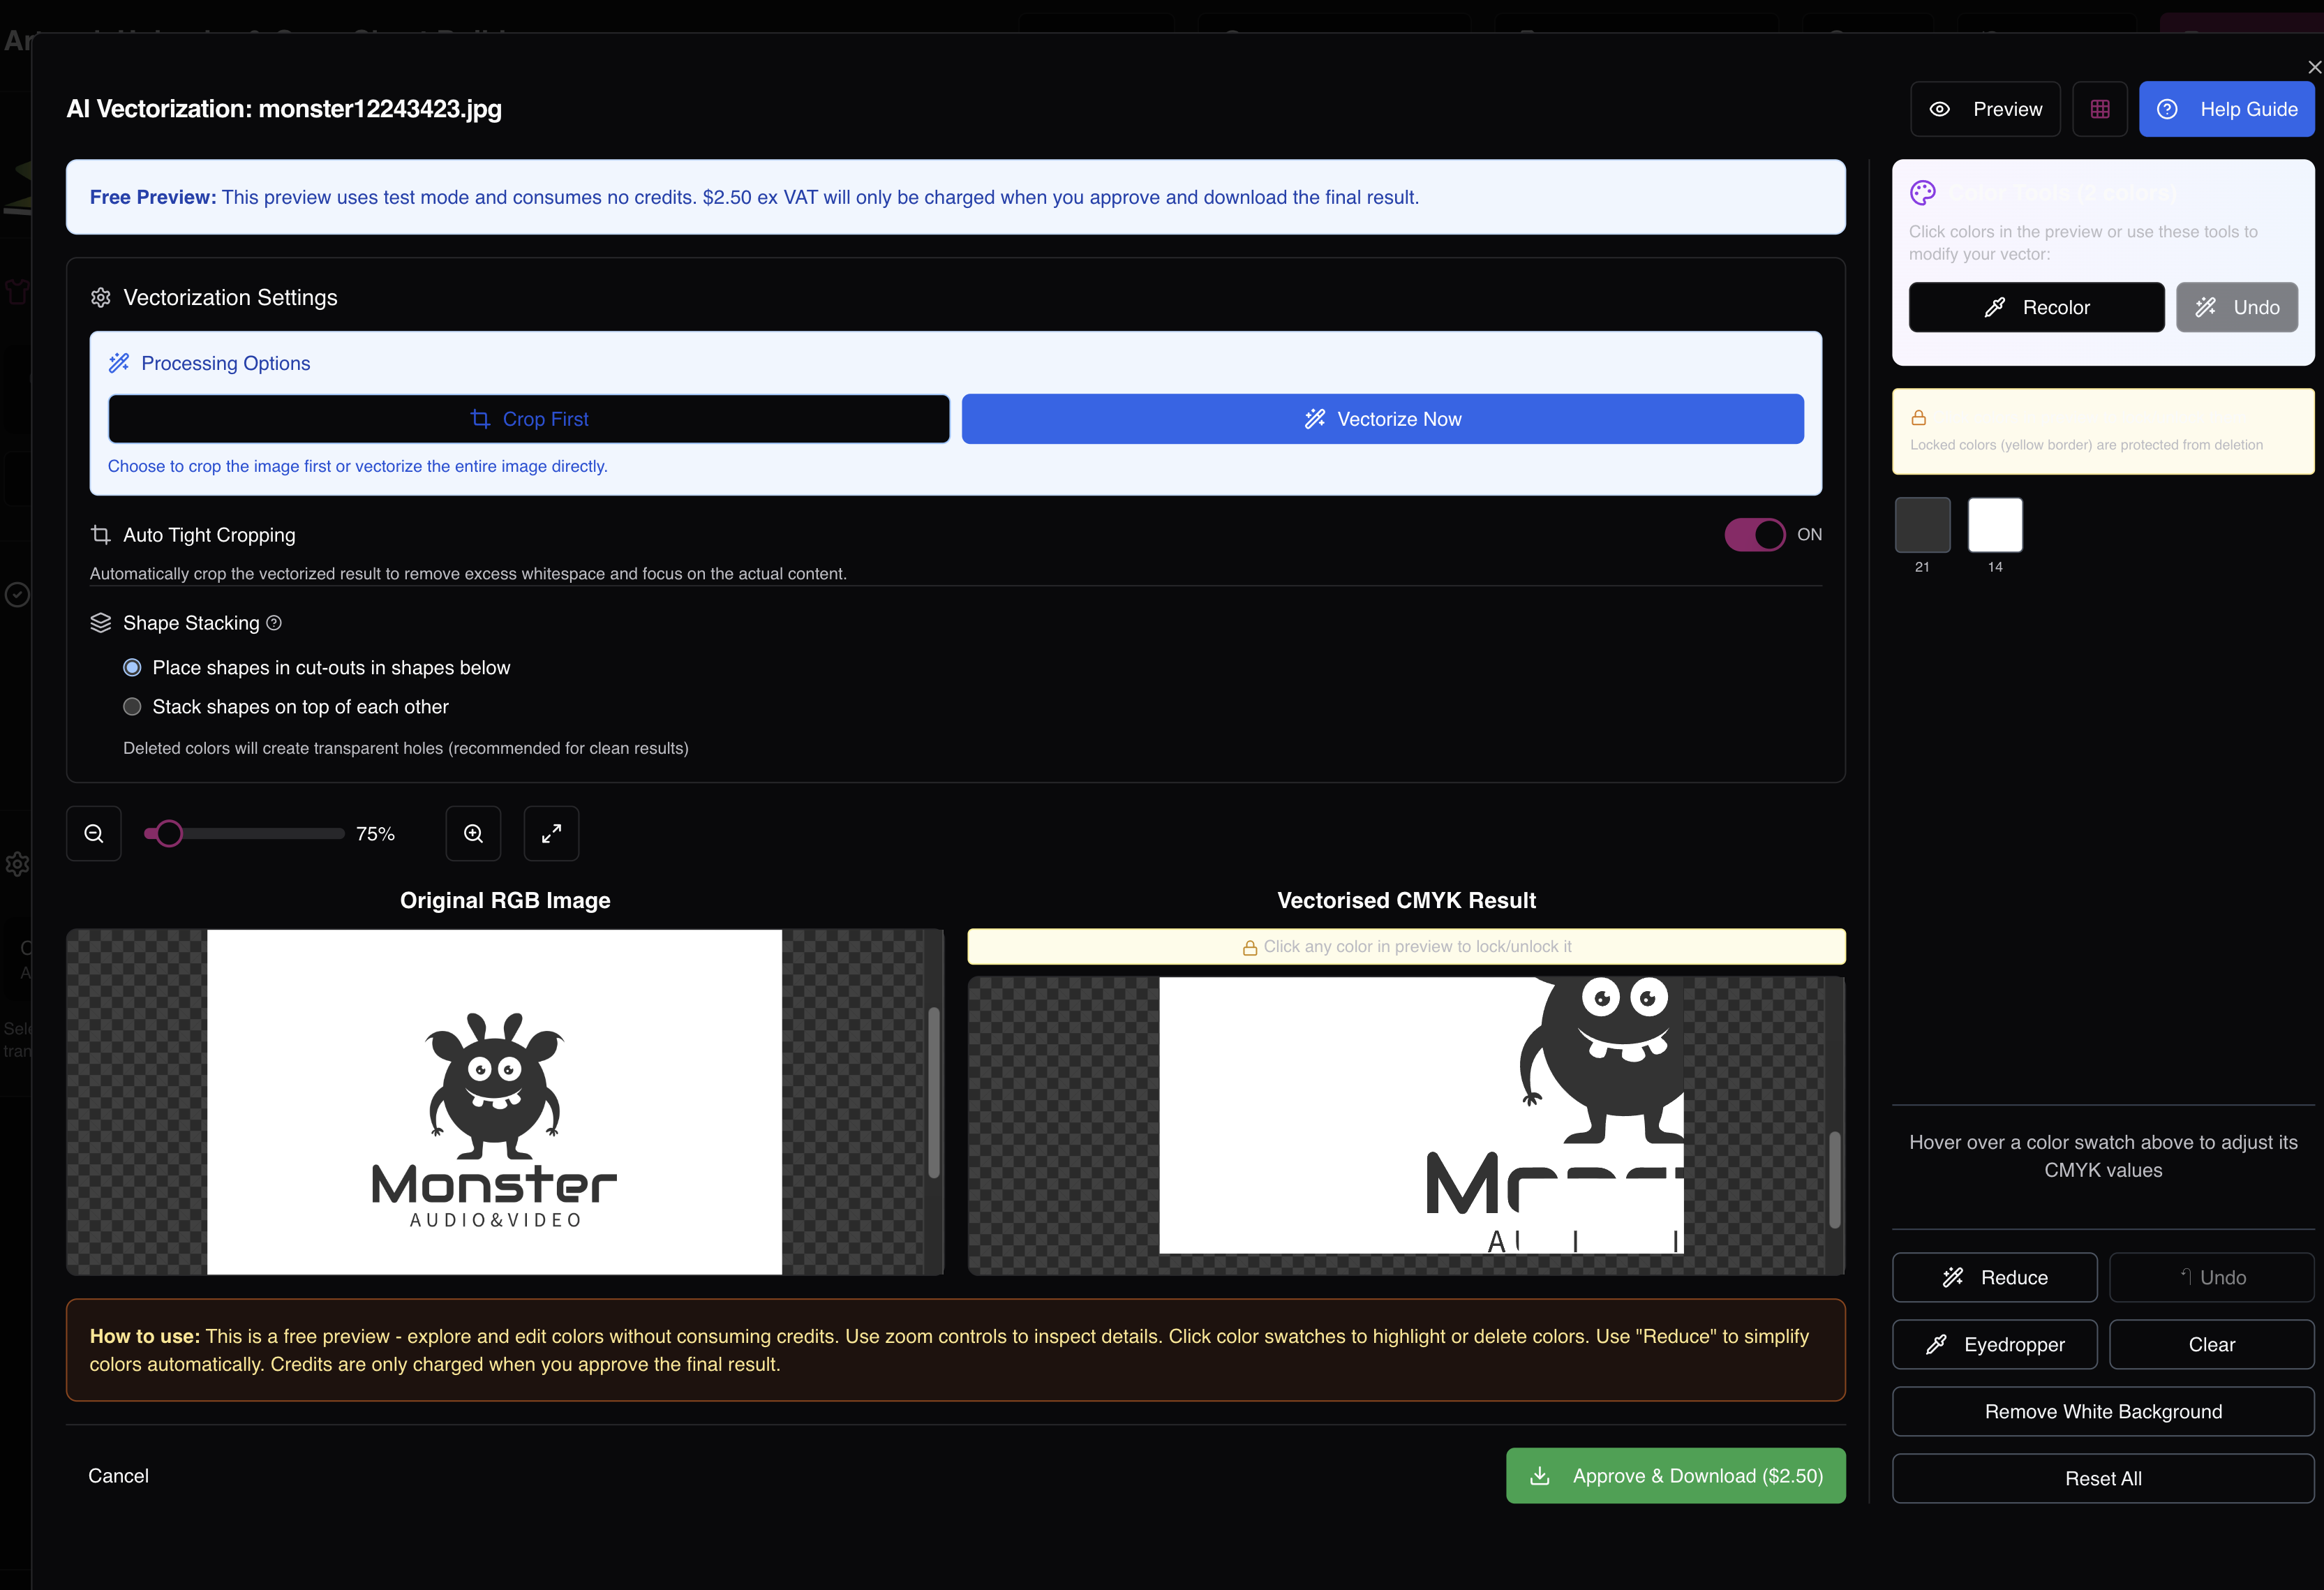 AI Vectorization: monster12243423.jpg
Preview
Help Guide
Free Preview: This preview uses test mode and consumes no credits. $2.50 ex VAT will only be charged when you approve and download the final result.
Vectorization Settings
Processing Options
Crop First
Vectorize Now
Choose to crop the image first or vectorize the entire image directly.
Auto Tight Cropping
ON
Automatically crop the vectorized result to remove excess whitespace and focus on the actual content.
Shape Stacking
Place shapes in cut-outs in shapes below
Stack shapes on top of each other
Deleted colors will create transparent holes (recommended for clean results)
75%
Original RGB Image
Monster
AUDIO&VIDEO
Vectorised CMYK Result
Click any color in preview to lock/unlock it
How to use: This is a free preview - explore and edit colors without consuming credits. Use zoom controls to inspect details. Click color swatches to highlight or delete colors. Use "Reduce" to simplify
colors automatically. Credits are only charged when you approve the final result.
Cancel
Approve & Download ($2.50)
Color Tools (2 colors)
Click colors in the preview or use these tools to
modify your vector:
Recolor
Undo
Locked colors (yellow border) are protected from deletion
21
14
Hover over a color swatch above to adjust its
CMYK values
Reduce
Undo
Eyedropper
Clear
Remove White Background
Reset All